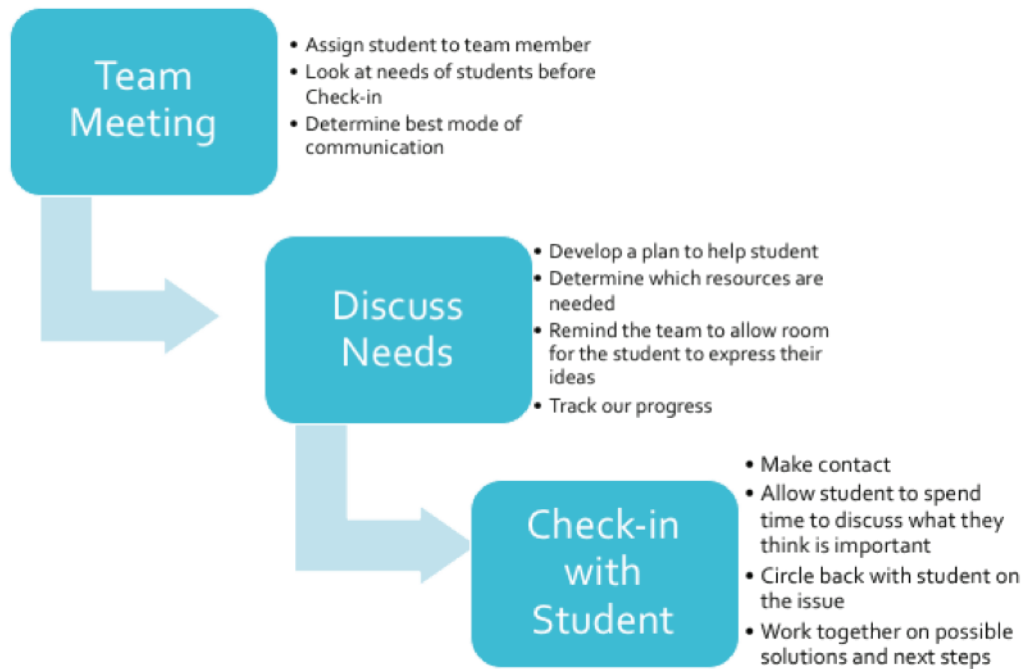 Team
Meeting
• Assign student to team member
• Look at needs of students before
Check-in
• Determine best mode of
communication
Discuss
Needs
• Develop a plan to help student
• Determine which resources are
needed
• Remind the team to allow room
for the student to express their
ideas
• Track our progress
Check-in
with
Student
• Make contact
• Allow student to spend
time to discuss what they
think is important
• Circle back with student on
the issue
• Work together on possible
solutions and next steps